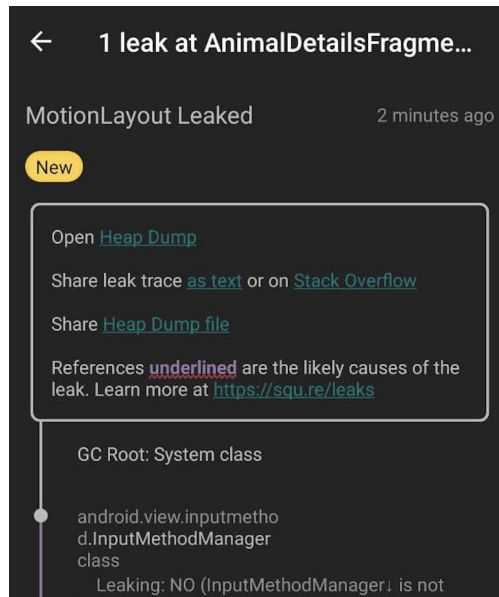 1 leak at AnimalDetailsFragme...
MotionLayout Leaked 2 minutes ago
New
Open Heap Dump
Share leak trace as text or on Stack Overflow
Share Heap Dump file
References underlined are the likely causes of the
leak. Learn more at https://squ.re/leaks
GC Root: System class
android.view.inputmetho
d.InputMethodManager
class
Leaking: NO (InputMethodManager↓ is not